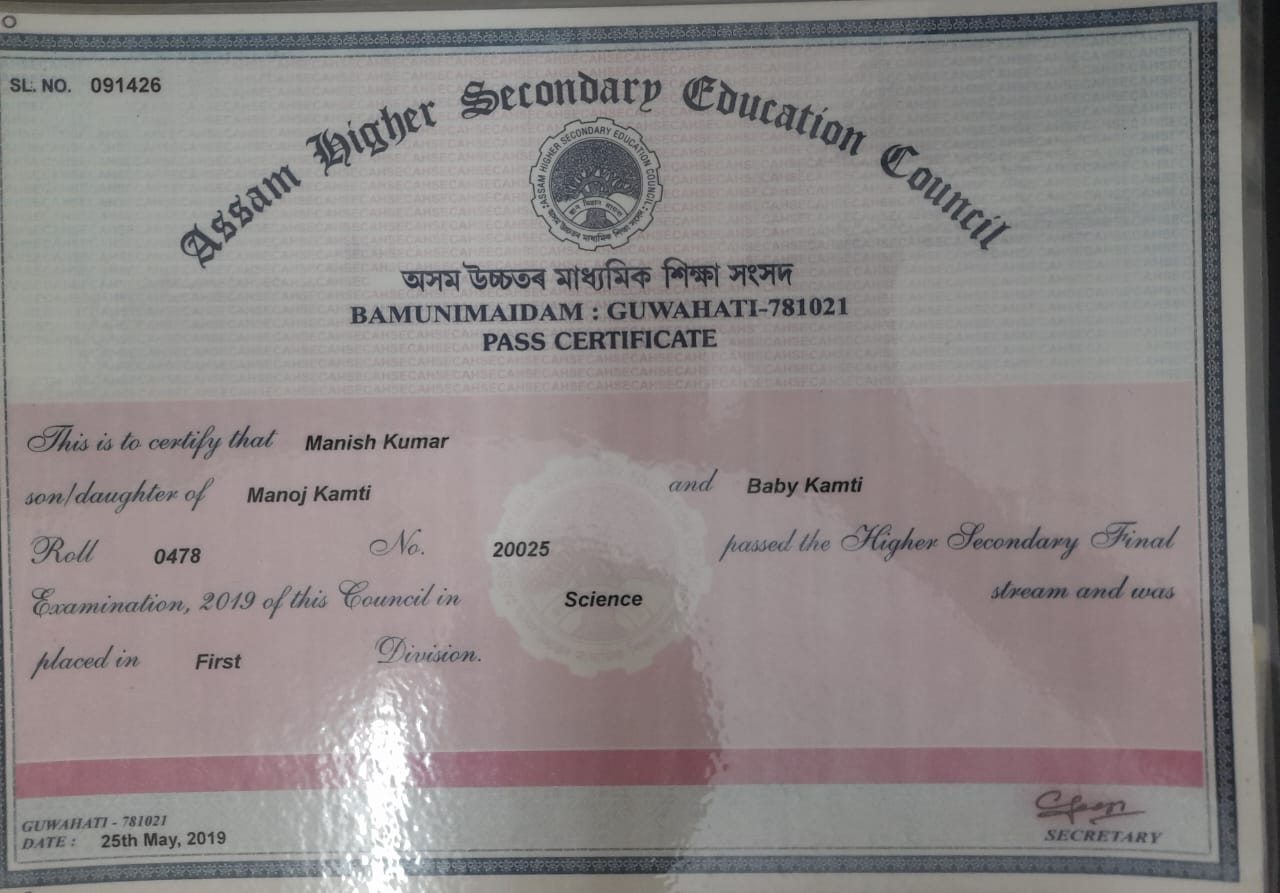 SL. NO. 091426
Assam Higher Secondary Education Council
ASSAM HIGHER SECONDARY EDUCATION COUNCIL
অসম উচ্চতৰ মাধ্যমিক শিক্ষা সংসদ
BAMUNIMAIDAM : GUWAHATI-781021
PASS CERTIFICATE
This is to certify that Manish Kumar
son/daughter of Manoj Kamti and Baby Kamti
Roll 0478 No. 20025 passed the Higher Secondary Final
Examination, 2019 of this Council in Science stream and was
placed in First Division.
GUWAHATI - 781021
DATE : 25th May, 2019
SECRETARY